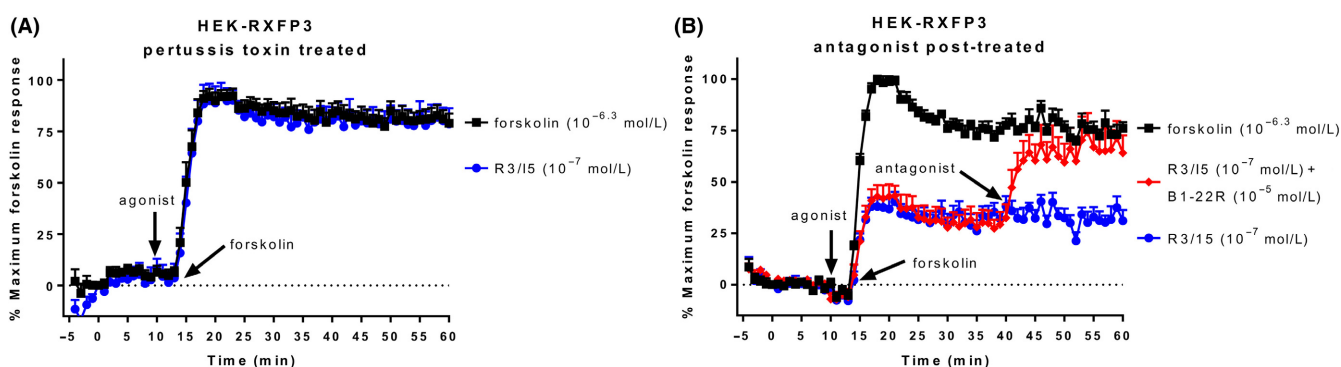 (A)
HEK-RXFP3
pertussis toxin treated
% Maximum forskolin response
100
75
50
25
0
agonist
forskolin
-5 0 5 10 15 20 25 30 35 40 45 50 55 60
Time (min)
forskolin (10^−6.3 mol/L)
R3/I5 (10^−7 mol/L)
(B)
HEK-RXFP3
antagonist post-treated
% Maximum forskolin response
100
75
50
25
0
antagonist
agonist
forskolin
-5 0 5 10 15 20 25 30 35 40 45 50 55 60
Time (min)
forskolin (10^−6.3 mol/L)
R3/I5 (10^−7 mol/L) +
B1-22R (10^−5 mol/L)
R3/15 (10^−7 mol/L)